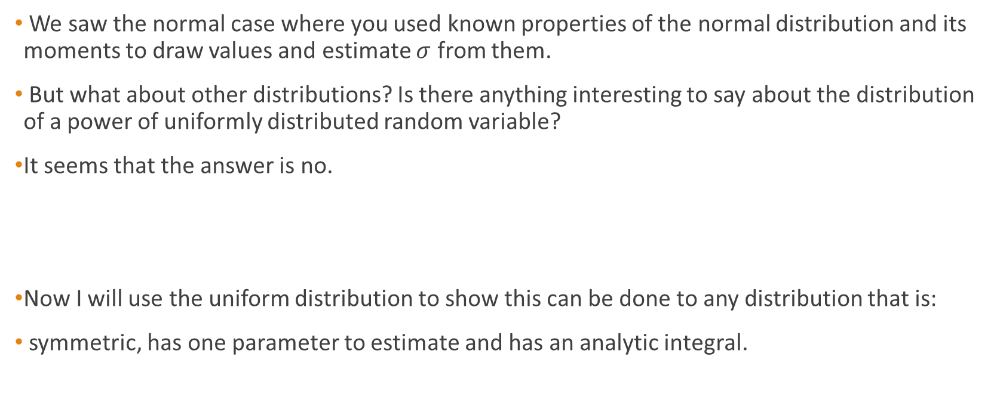 • We saw the normal case where you used known properties of the normal distribution and its
moments to draw values and estimate σ from them.
• But what about other distributions? Is there anything interesting to say about the distribution
of a power of uniformly distributed random variable?
•It seems that the answer is no.
•Now I will use the uniform distribution to show this can be done to any distribution that is:
• symmetric, has one parameter to estimate and has an analytic integral.